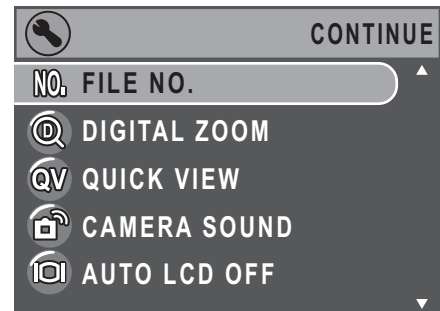 CONTINUE
NO. FILE NO.
D DIGITAL ZOOM
QV QUICK VIEW
CAMERA SOUND
AUTO LCD OFF